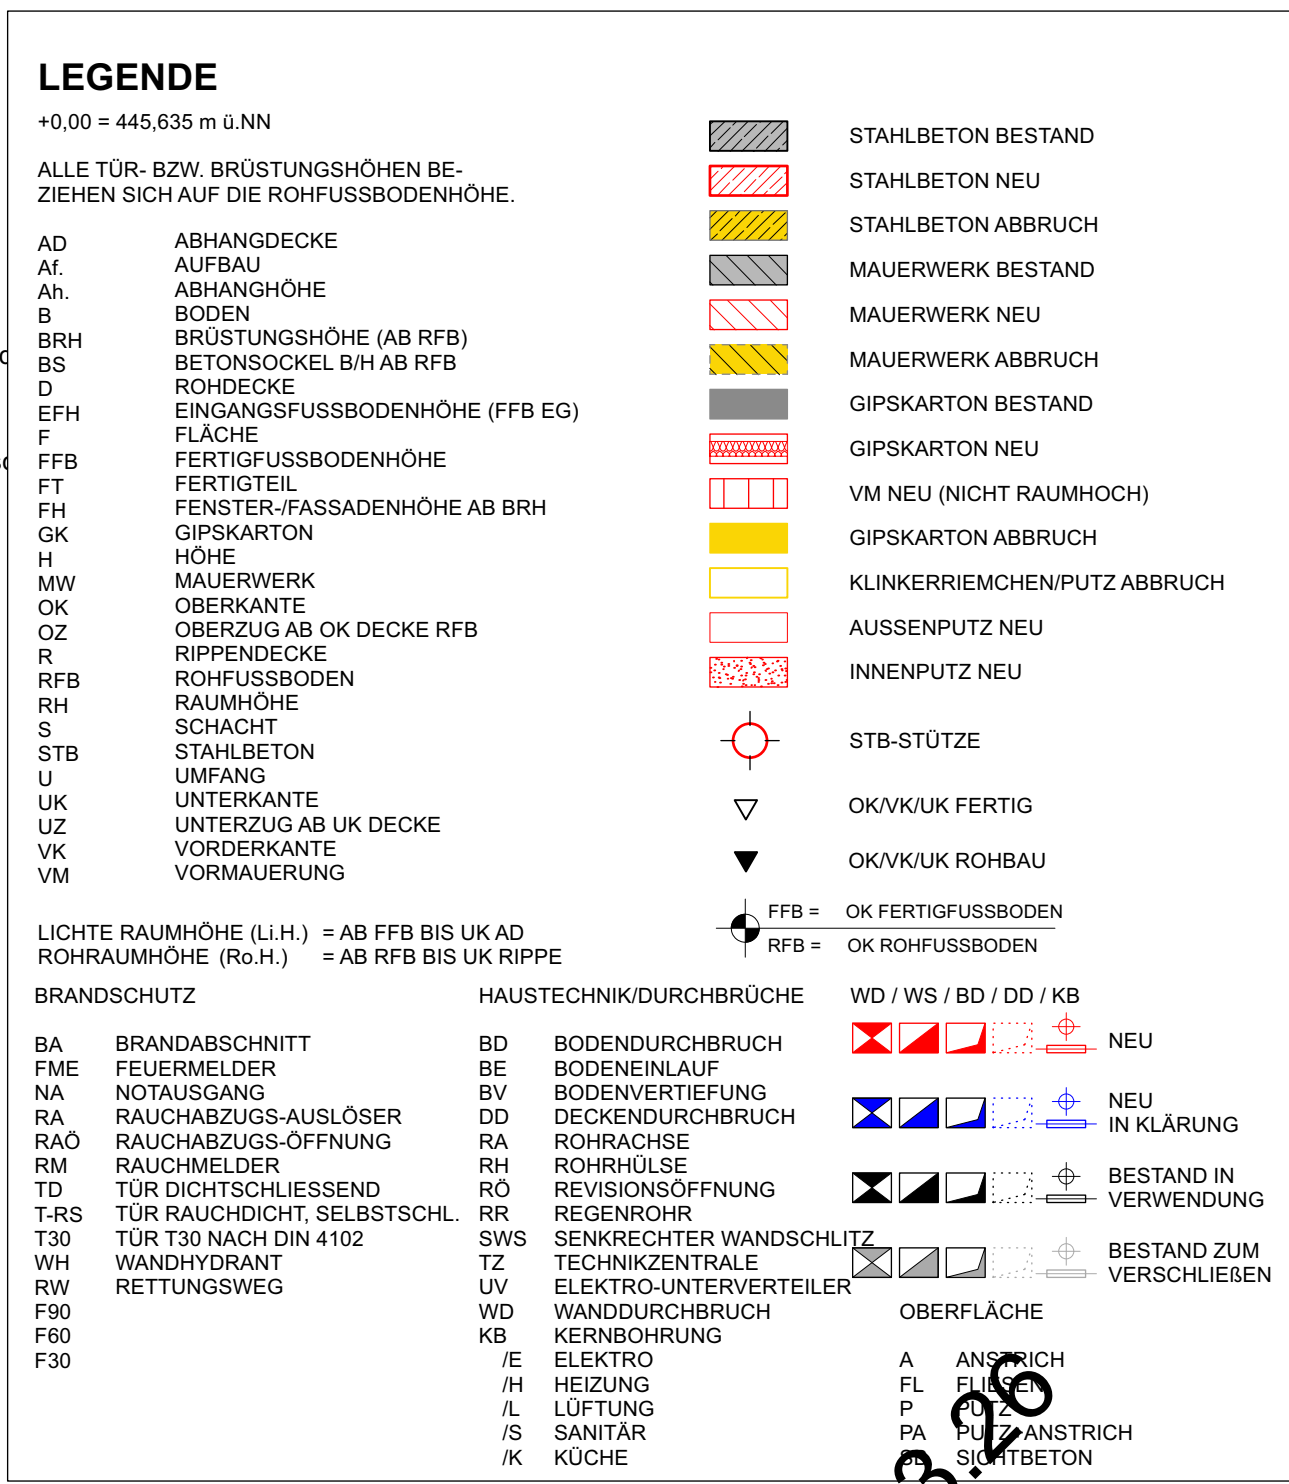 LEGENDE
+0,00 = 445,635 m ü.NN
ALLE TÜR- BZW. BRÜSTUNGSHÖHEN BE-
ZIEHEN SICH AUF DIE ROHFUSSBODENHÖHE.
AD ABHANGDECKE
Af. AUFBAU
Ah. ABHANGHÖHE
B BODEN
BRH BRÜSTUNGSHÖHE (AB RFB)
BS BETONSOCKEL B/H AB RFB
D ROHDECKE
EFH EINGANGSFUSSBODENHÖHE (FFB EG)
F FLÄCHE
FFB FERTIGFUSSBODENHÖHE
FT FERTIGTEIL
FH FENSTER-/FASSADENHÖHE AB BRH
GK GIPSKARTON
H HÖHE
MW MAUERWERK
OK OBERKANTE
OZ OBERZUG AB OK DECKE RFB
R RIPPENDECKE
RFB ROHFUSSBODEN
RH RAUMHÖHE
S SCHACHT
STB STAHLBETON
U UMFANG
UK UNTERKANTE
UZ UNTERZUG AB UK DECKE
VK VORDERKANTE
VM VORMAUERUNG
LICHTE RAUMHÖHE (Li.H.) = AB FFB BIS UK AD
ROHRAUMHÖHE (Ro.H.) = AB RFB BIS UK RIPPE
STAHLBETON BESTAND
STAHLBETON NEU
STAHLBETON ABBRUCH
MAUERWERK BESTAND
MAUERWERK NEU
MAUERWERK ABBRUCH
GIPSKARTON BESTAND
GIPSKARTON NEU
VM NEU (NICHT RAUMHOCH)
GIPSKARTON ABBRUCH
KLINKERRIEMCHEN/PUTZ ABBRUCH
AUSSENPUTZ NEU
INNENPUTZ NEU
STB-STÜTZE
OK/VK/UK FERTIG
OK/VK/UK ROHBAU
FFB = OK FERTIGFUSSBODEN
RFB = OK ROHFUSSBODEN
BRANDSCHUTZ
BA BRANDABSCHNITT
FME FEUERMELDER
NA NOTAUSGANG
RA RAUCHABZUGS-AUSLÖSER
RAÖ RAUCHABZUGS-ÖFFNUNG
RM RAUCHMELDER
TD TÜR DICHTSCHLIESSEND
T-RS TÜR RAUCHDICHT, SELBSTSCHL.
T30 TÜR T30 NACH DIN 4102
WH WANDHYDRANT
RW RETTUNGSWEG
F90
F60
F30
HAUSTECHNIK/DURCHBRÜCHE
BD BODENDURCHBRUCH
BE BODENEINLAUF
BV BODENVERTIEFUNG
DD DECKENDURCHBRUCH
RA ROHRACHSE
RH ROHRHÜLSE
RÖ REVISIONSÖFFNUNG
RR REGENROHR
SWS SENKRECHTER WANDSCHLITZ
TZ TECHNIKZENTRALE
UV ELEKTRO-UNTERVERTEILER
WD WANDDURCHBRUCH
KB KERNBOHRUNG
/E ELEKTRO
/H HEIZUNG
/L LÜFTUNG
/S SANITÄR
/K KÜCHE
WD / WS / BD / DD / KB
NEU
NEU
IN KLÄRUNG
BESTAND IN
VERWENDUNG
BESTAND ZUM
VERSCHLIEßEN
OBERFLÄCHE
A ANSTRICH
FL FLIESEN
P PUTZ
PA PUTZ+ANSTRICH
SB SICHTBETON
3.26